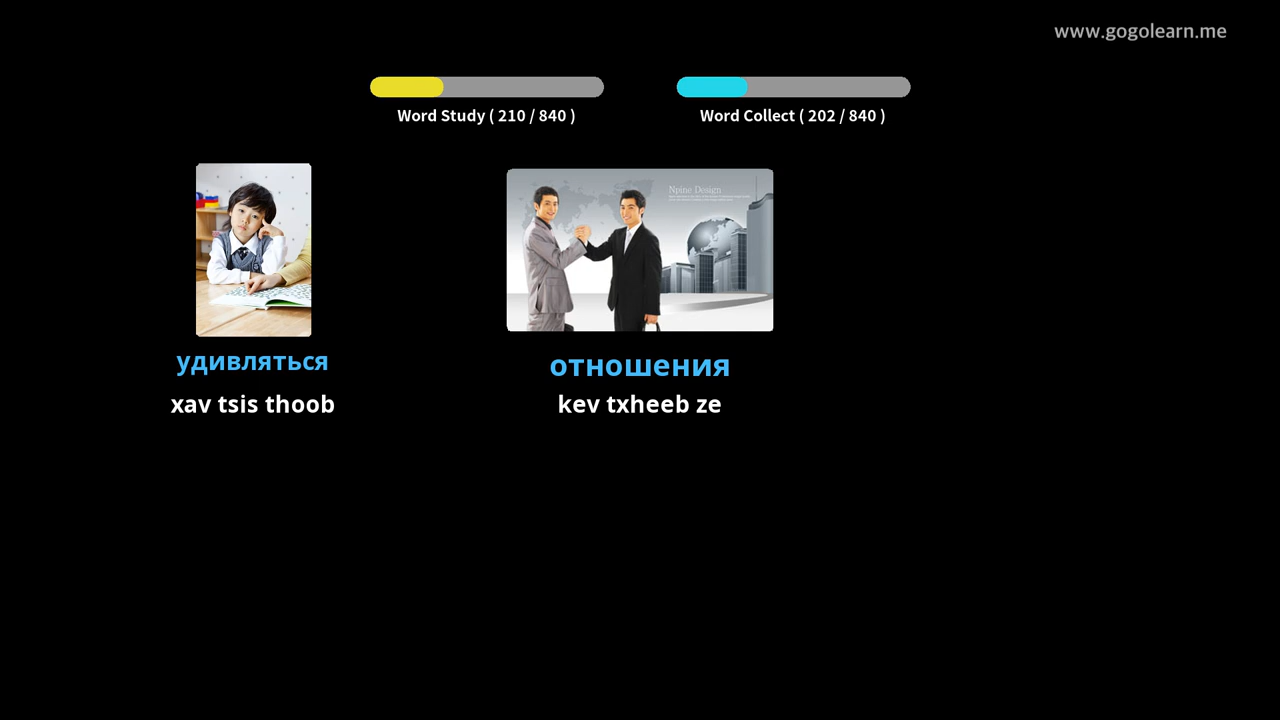 www.gogolearn.me
Word Study ( 210 / 840 )
Word Collect ( 202 / 840 )
Npine Design
удивляться
отношения
xav tsis thoob
kev txheeb ze